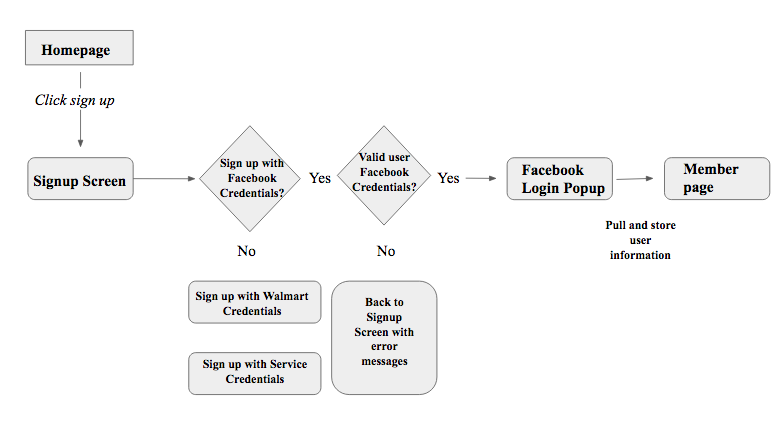 Homepage
Click sign up
Signup Screen
Sign up with
Facebook
Credentials?
Yes
Valid user
Facebook
Credentials?
Yes
Facebook
Login Popup
Member
page
Pull and store
user
information
No
No
Sign up with Walmart
Credentials
Back to
Signup
Screen with
error
messages
Sign up with Service
Credentials